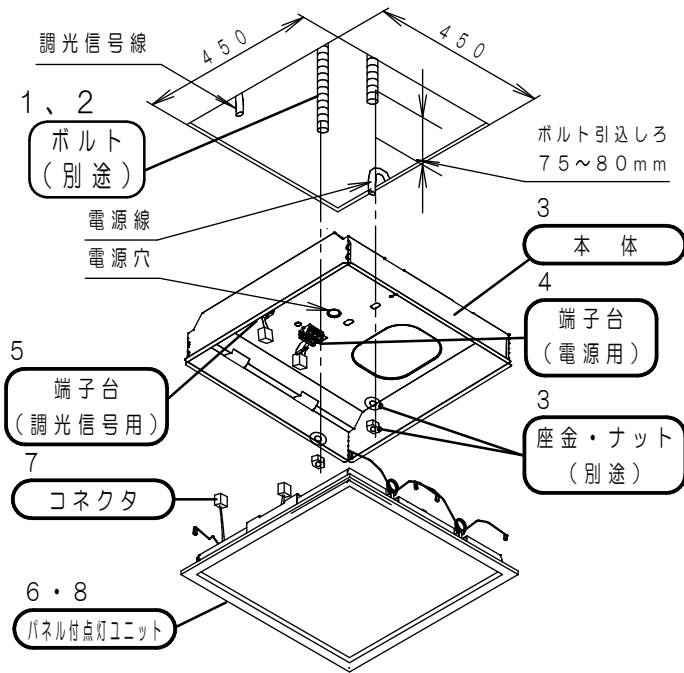 調光信号線
450
450
1、2
ボルト
(別途)
ボルト引込しろ
75~80mm
電源線
電源穴
3
本体
4
端子台
(電源用)
5
端子台
(調光信号用)
3
座金・ナット
(別途)
7
コネクタ
6・8
パネル付点灯ユニット